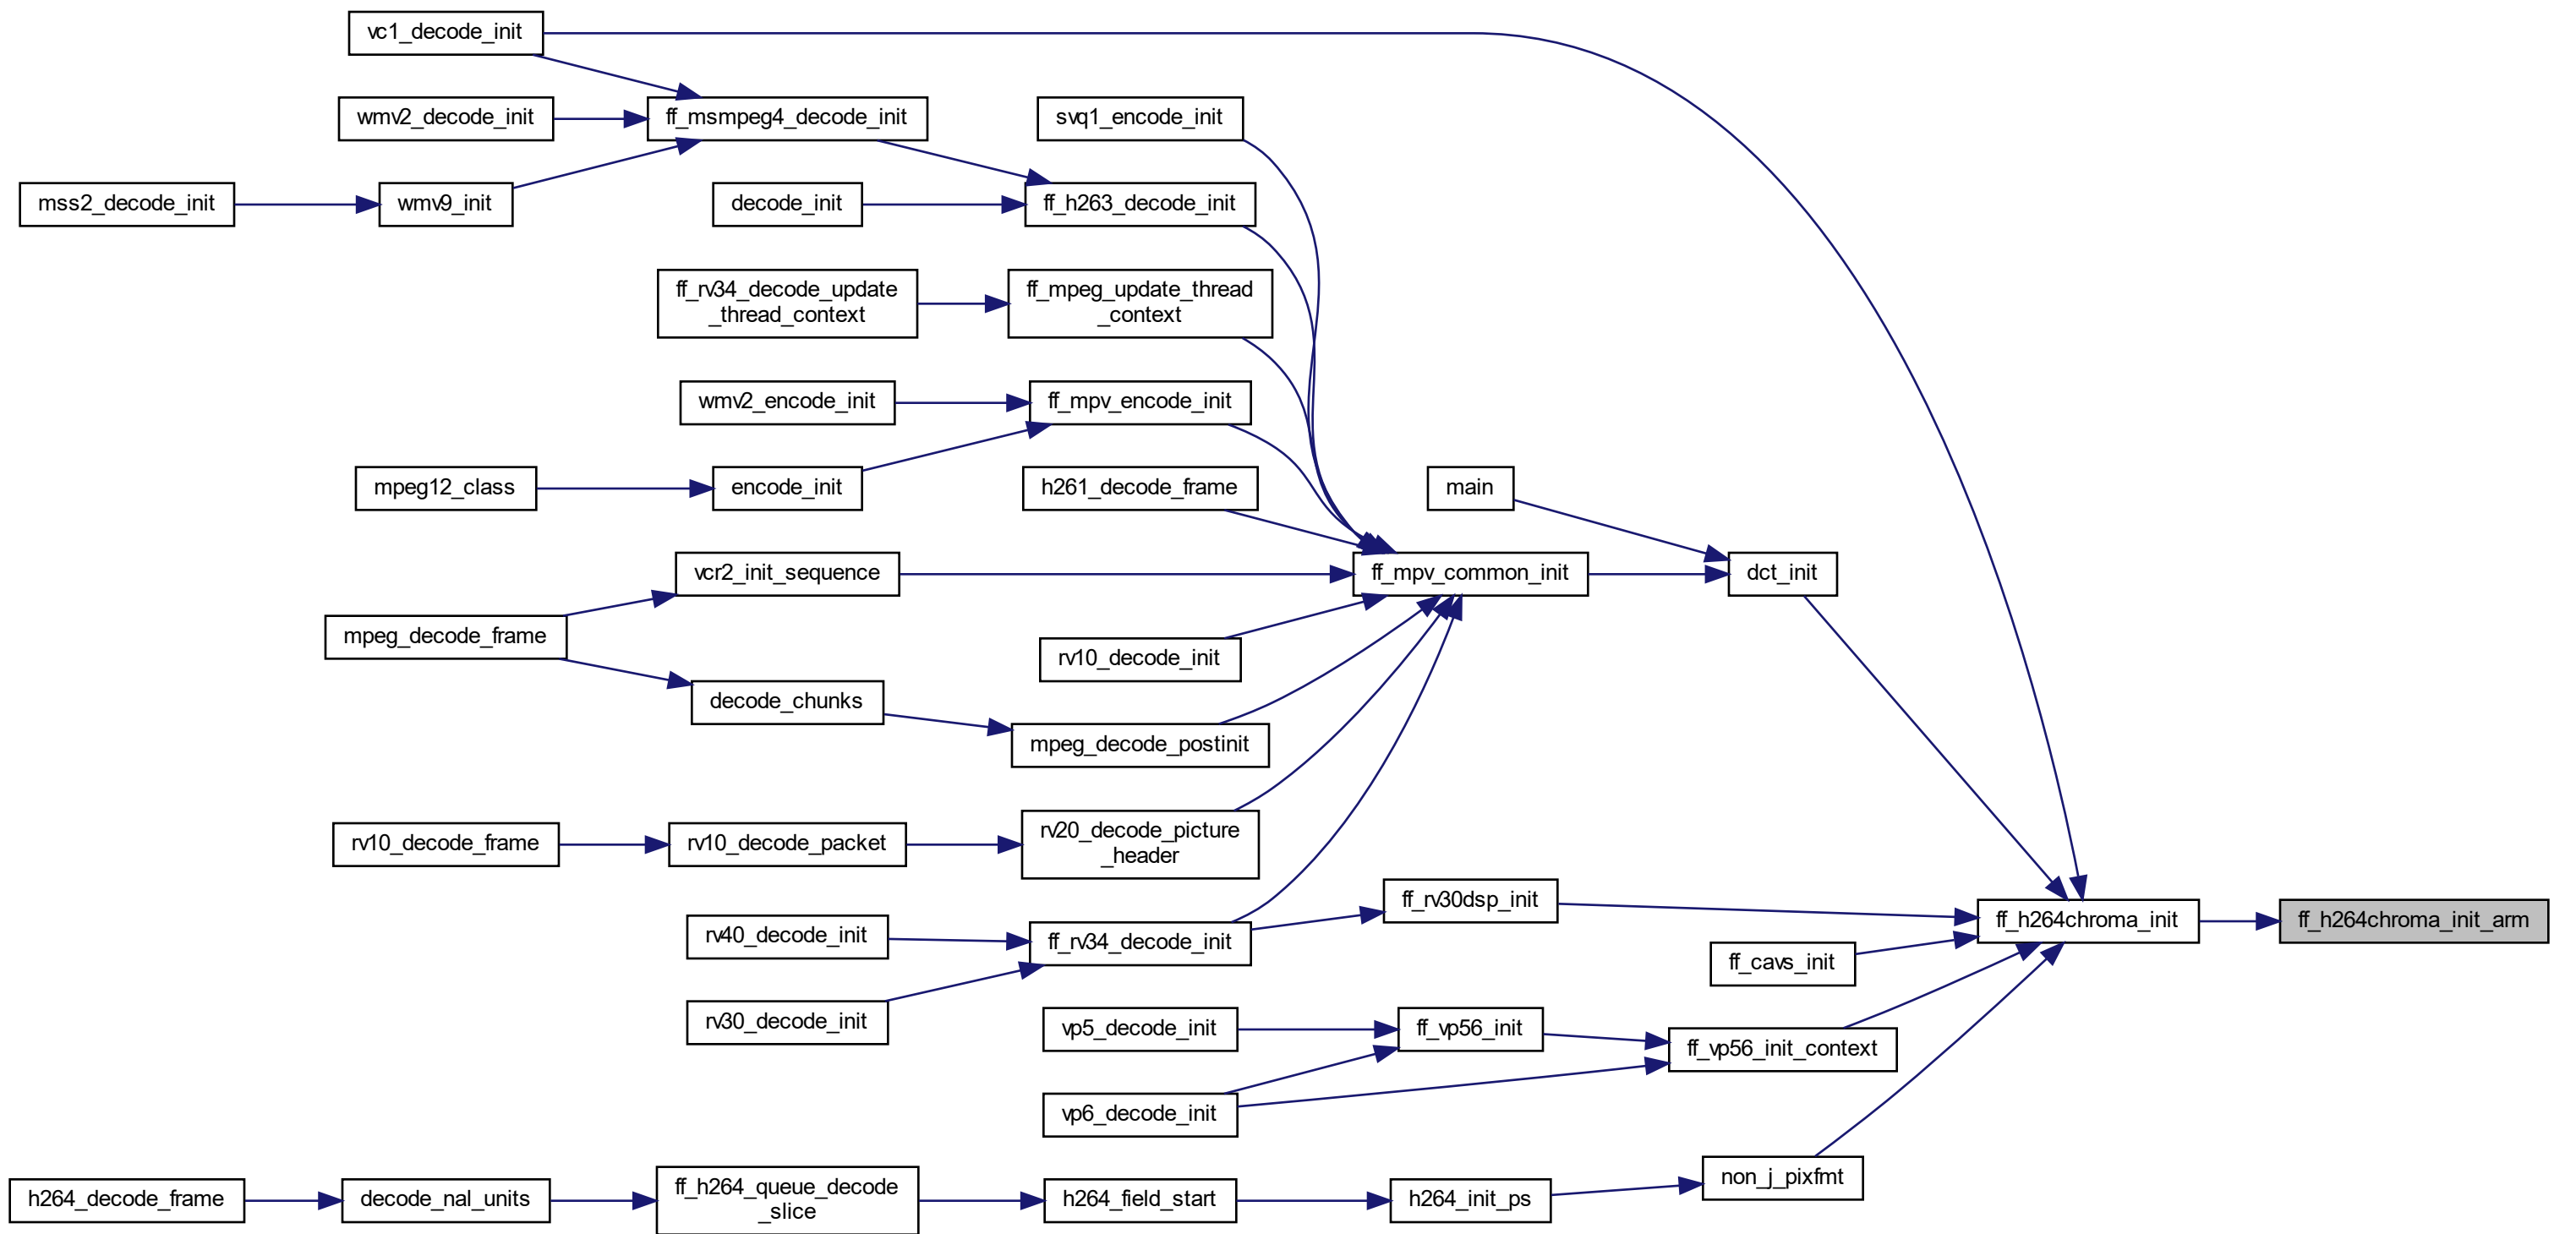 vc1_decode_init
wmv2_decode_init
ff_msmpeg4_decode_init
svq1_encode_init
mss2_decode_init
wmv9_init
decode_init
ff_h263_decode_init
ff_rv34_decode_update
_thread_context
ff_mpeg_update_thread
_context
wmv2_encode_init
ff_mpv_encode_init
mpeg12_class
encode_init
h261_decode_frame
main
vcr2_init_sequence
ff_mpv_common_init
dct_init
mpeg_decode_frame
rv10_decode_init
decode_chunks
mpeg_decode_postinit
rv10_decode_frame
rv10_decode_packet
rv20_decode_picture
_header
ff_rv30dsp_init
rv40_decode_init
ff_rv34_decode_init
ff_h264chroma_init
ff_h264chroma_init_arm
ff_cavs_init
rv30_decode_init
vp5_decode_init
ff_vp56_init
ff_vp56_init_context
vp6_decode_init
non_j_pixfmt
h264_decode_frame
decode_nal_units
ff_h264_queue_decode
_slice
h264_field_start
h264_init_ps